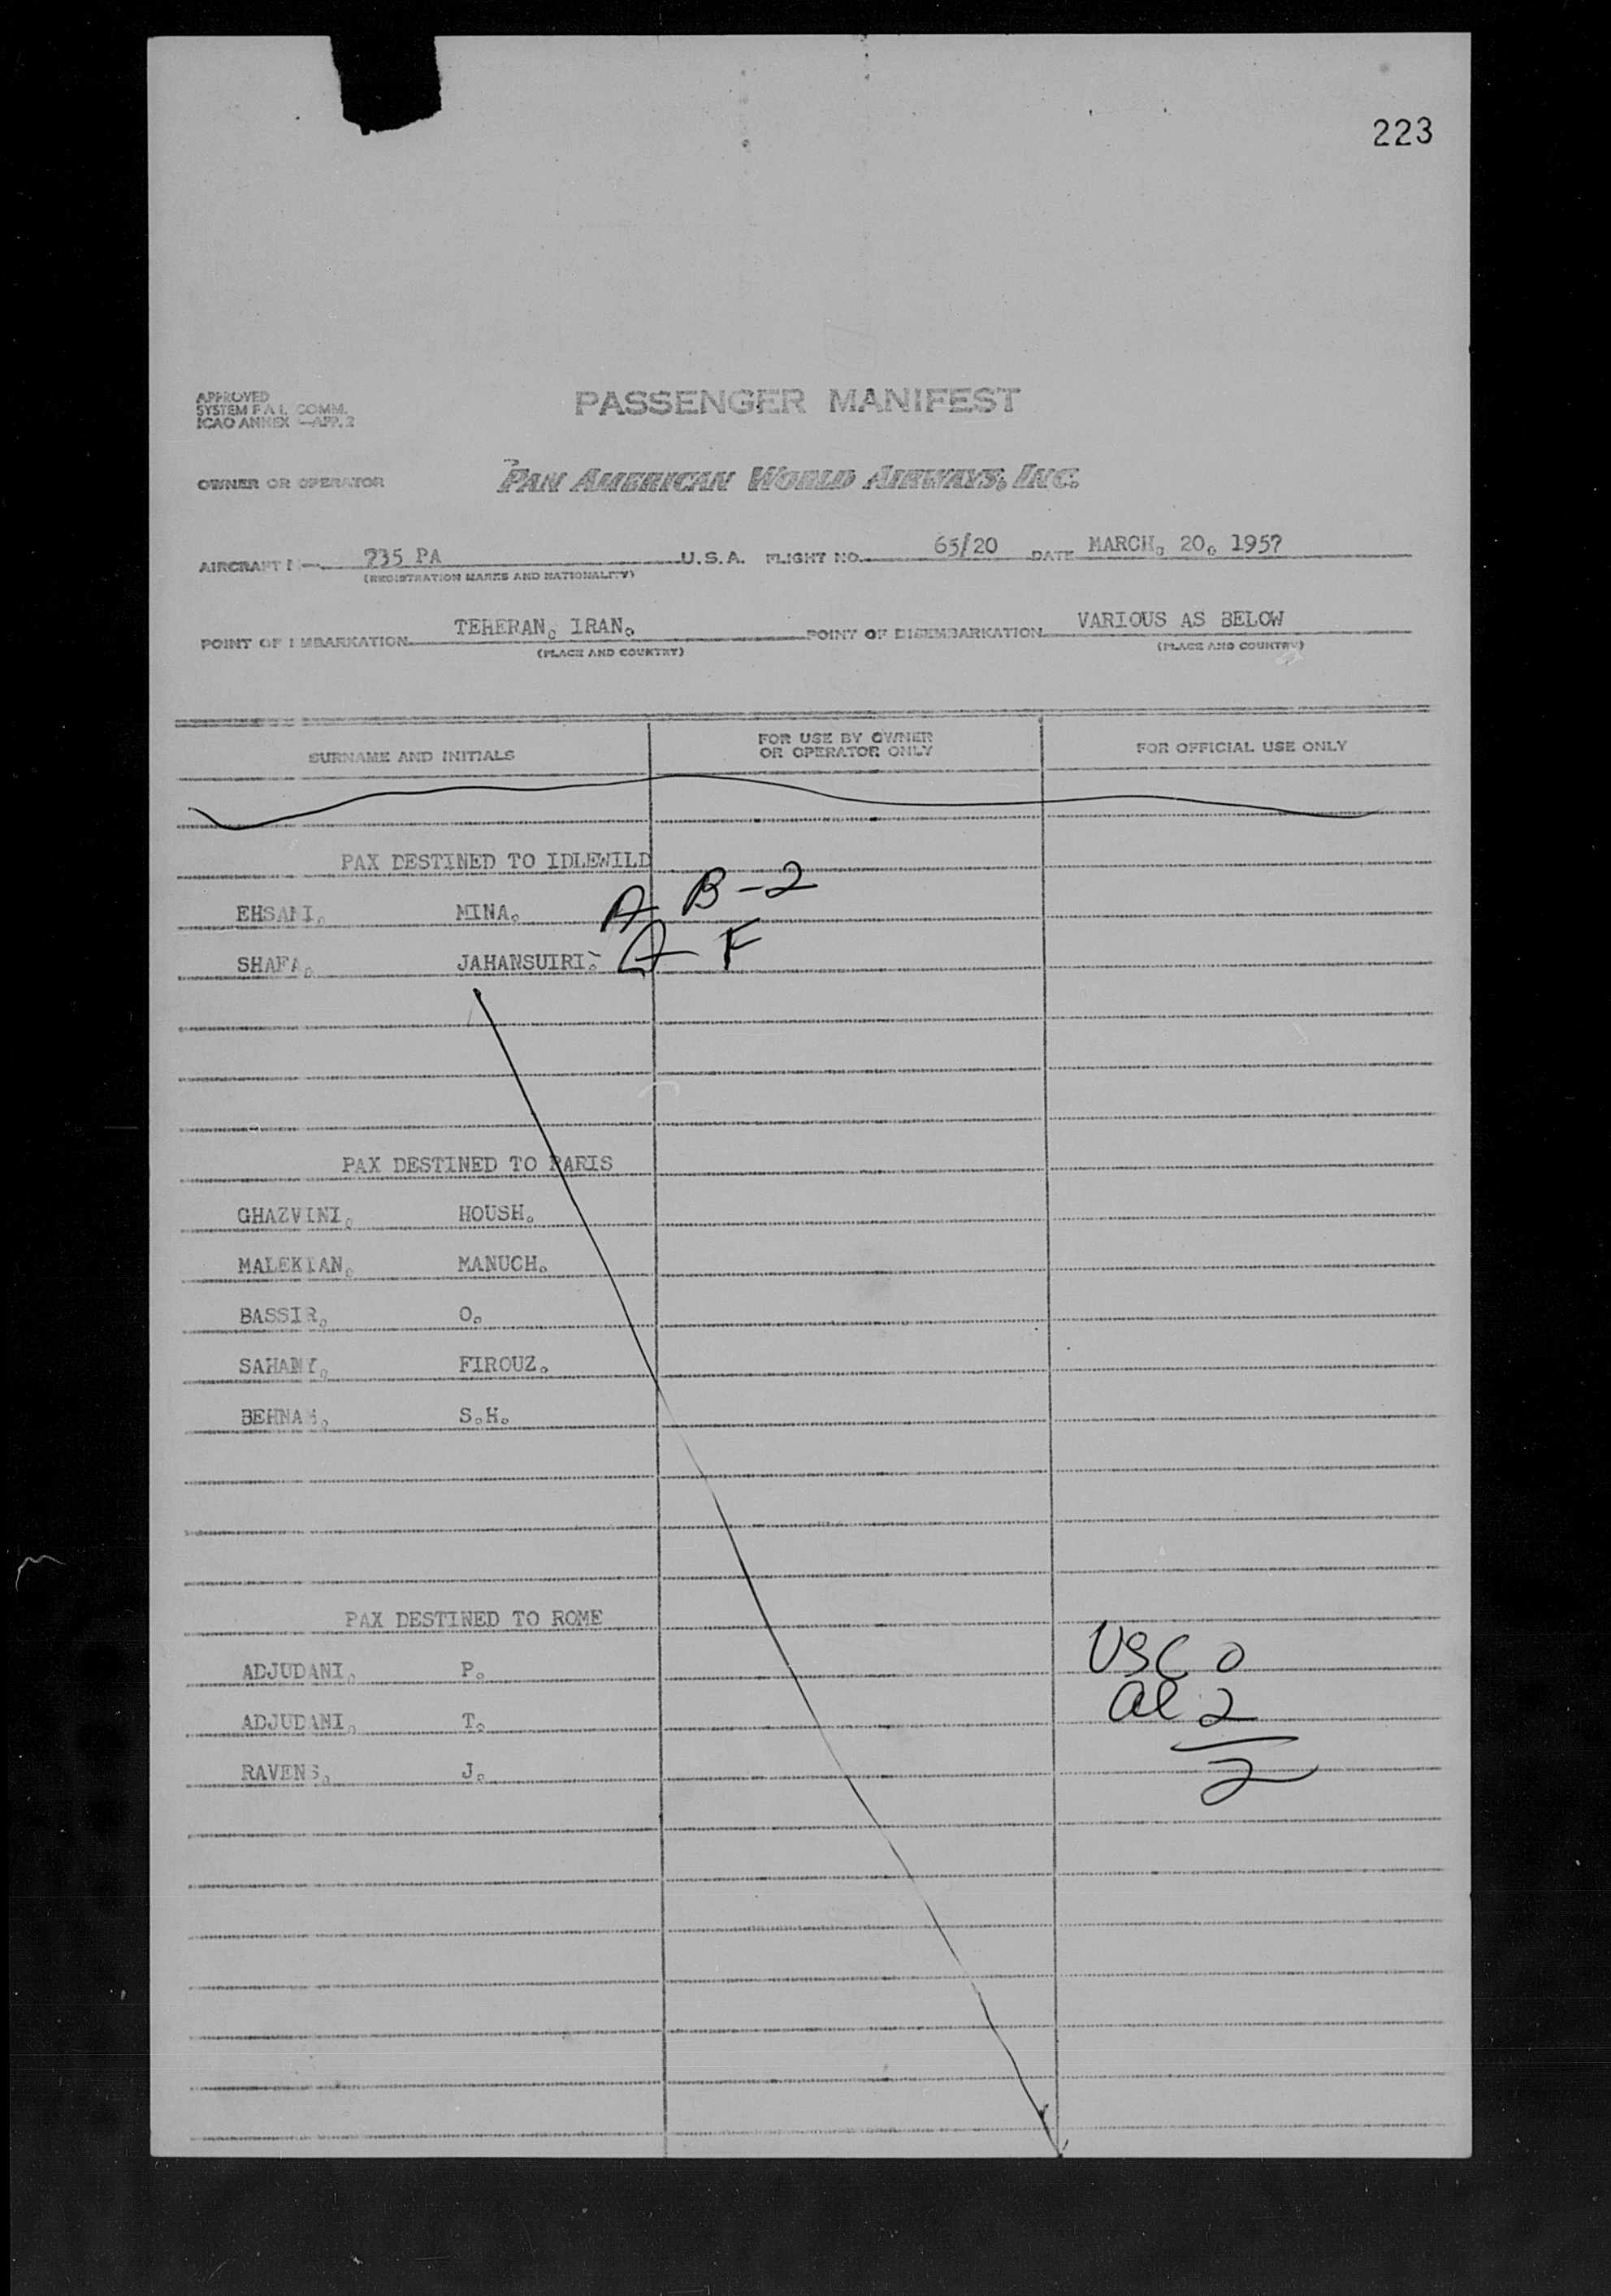 223
APPROVED
SYSTEM F A L COMM.
ICAO ANNEX —APP. 2
PASSENGER MANIFEST
OWNER OR OPERATOR
PAN AMERICAN WORLD AIRWAYS, INC.
AIRCRAFT 735 PA U.S.A. FLIGHT NO. 65/20 DATE MARCH. 20. 1957
(REGISTRATION MARKS AND NATIONALITY)
POINT OF EMBARKATION TEHERAN. IRAN. POINT OF DISEMBARKATION VARIOUS AS BELOW
(PLACE AND COUNTRY) (PLACE AND COUNTRY)
SURNAME AND INITIALS
FOR USE BY OWNER
OR OPERATOR ONLY
FOR OFFICIAL USE ONLY
PAX DESTINED TO IDLEWILD
EHSANI. MINA. A B-2
SHAFA. JAHANSUIRI. A F
PAX DESTINED TO PARIS
GHAZVINI. HOUSH.
MALEKIAN. MANUCH.
BASSIR. O.
SAHAMY. FIROUZ.
BEHNAM. S.H.
PAX DESTINED TO ROME
USC 0
ADJUDANI. P.
al 2
ADJUDANI. T.
2
RAVENS. J.